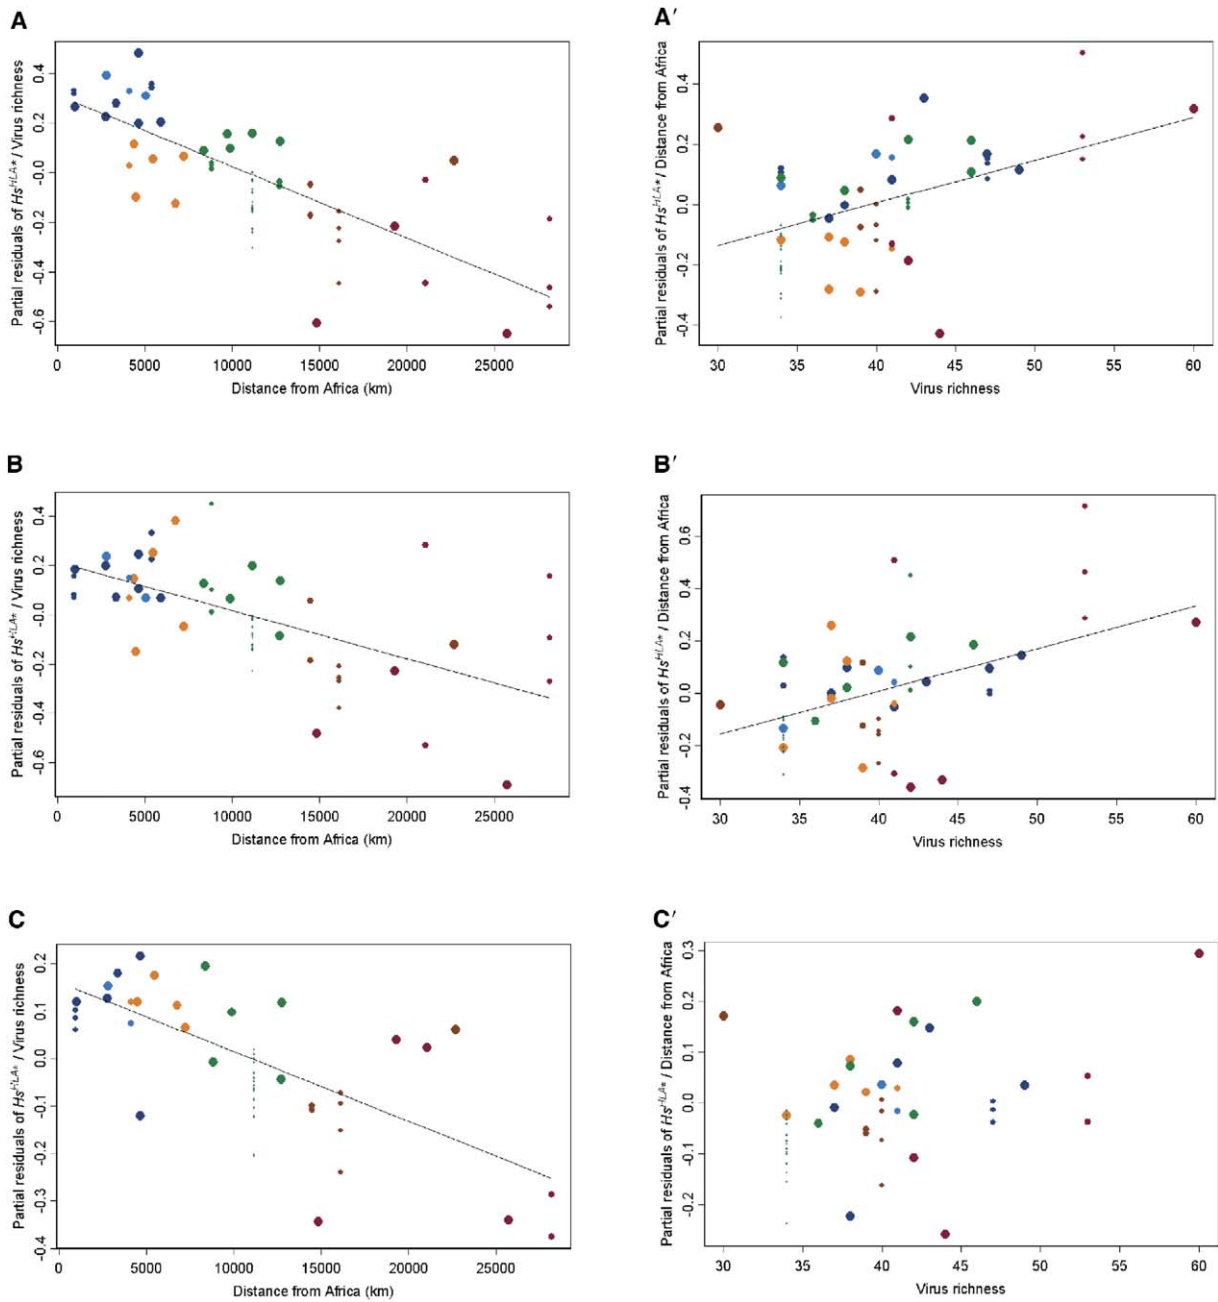 A
Partial residuals of Hs^HLA* / Virus richness
0.4
0.2
-0.0
-0.2
-0.4
-0.6
0 5000 10000 15000 20000 25000
Distance from Africa (km)
A′
Partial residuals of Hs^HLA* / Distance from Africa
0.4
0.2
0.0
-0.2
-0.4
30 35 40 45 50 55 60
Virus richness
B
Partial residuals of Hs^HLA* / Virus richness
0.4
0.2
-0.0
-0.2
-0.4
-0.6
0 5000 10000 15000 20000 25000
Distance from Africa (km)
B′
Partial residuals of Hs^HLA* / Distance from Africa
0.6
0.4
0.2
0.0
-0.2
-0.4
30 35 40 45 50 55 60
Virus richness
C
Partial residuals of Hs^HLA* / Virus richness
0.2
0.1
0.0
-0.1
-0.2
-0.3
-0.4
0 5000 10000 15000 20000 25000
Distance from Africa (km)
C′
Partial residuals of Hs^HLA* / Distance from Africa
0.3
0.2
0.1
0.0
-0.1
-0.2
30 35 40 45 50 55 60
Virus richness